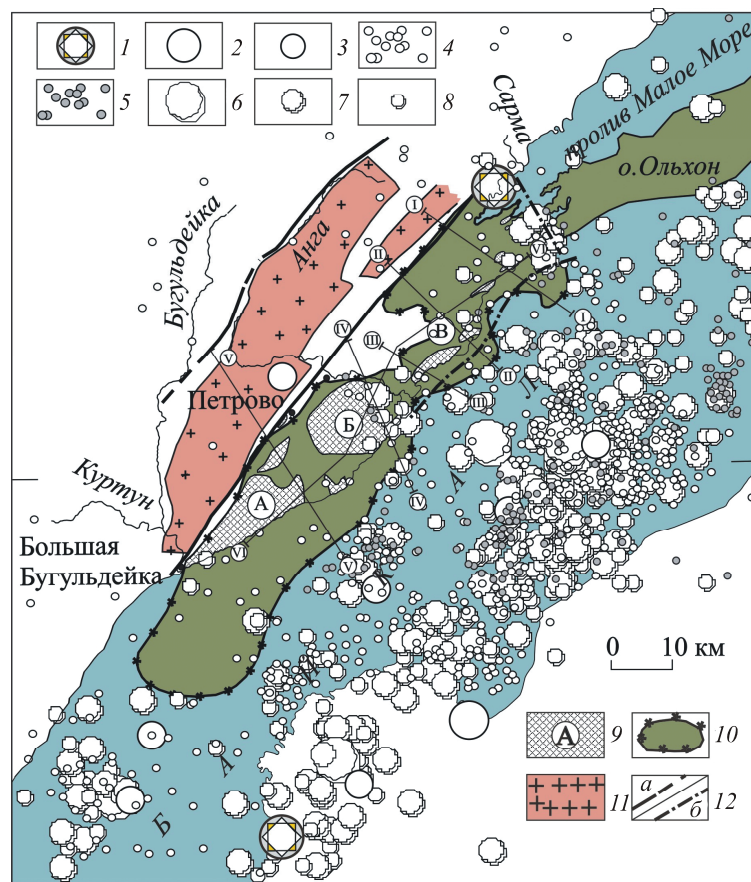 1 2 3 4
5 6 7 8
Сарма
пролив Малое Море
о.Ольхон
Бугульдейка
Анга
I
II
VI
IV
III
В
I
V
II
Петрово
III
Б
Л
А
Куртун
А
IV
Большая
Бугульдейка
VI
V
К
0 10 км
Й
А
Б
А 9 10
11 а б 12